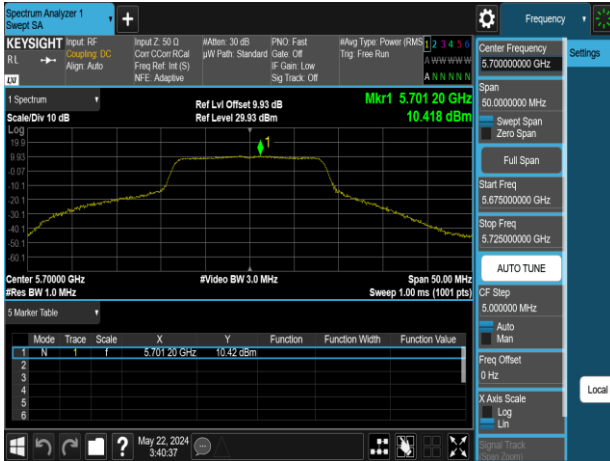 Spectrum Analyzer 1
Swept SA
+
Frequency
KEYSIGHT
RL
LXI
Input: RF
Coupling: DC
Align: Auto
Input Z: 50 Ω
Corr CCorr RCal
Freq Ref: Int (S)
NFE: Adaptive
#Atten: 30 dB
µW Path: Standard
PNO: Fast
Gate: Off
IF Gain: Low
Sig Track: Off
#Avg Type: Power (RMS
Trig: Free Run
1 2 3 4 5 6
A WW WW W
A N N N N N
Center Frequency
5.700000000 GHz
Settings
Span
50.0000000 MHz
Swept Span
Zero Span
Full Span
Start Freq
5.675000000 GHz
Stop Freq
5.725000000 GHz
AUTO TUNE
CF Step
5.000000 MHz
Auto
Man
Freq Offset
0 Hz
X Axis Scale
Log
Lin
Signal Track
(Span Zoom)
Local
1 Spectrum
Scale/Div 10 dB
Log
Ref Lvl Offset 9.93 dB
Ref Level 29.93 dBm
Mkr1 5.701 20 GHz
10.418 dBm
1
19.9
9.93
-0.07
-10.1
-20.1
-30.1
-40.1
-50.1
-60.1
Center 5.70000 GHz
#Video BW 3.0 MHz
Span 50.00 MHz
#Res BW 1.0 MHz
Sweep 1.00 ms (1001 pts)
5 Marker Table
Mode Trace Scale X Y Function Function Width Function Value
1 N 1 f 5.701 20 GHz 10.42 dBm
2
3
4
5
6
?
May 22, 2024
3:40:37